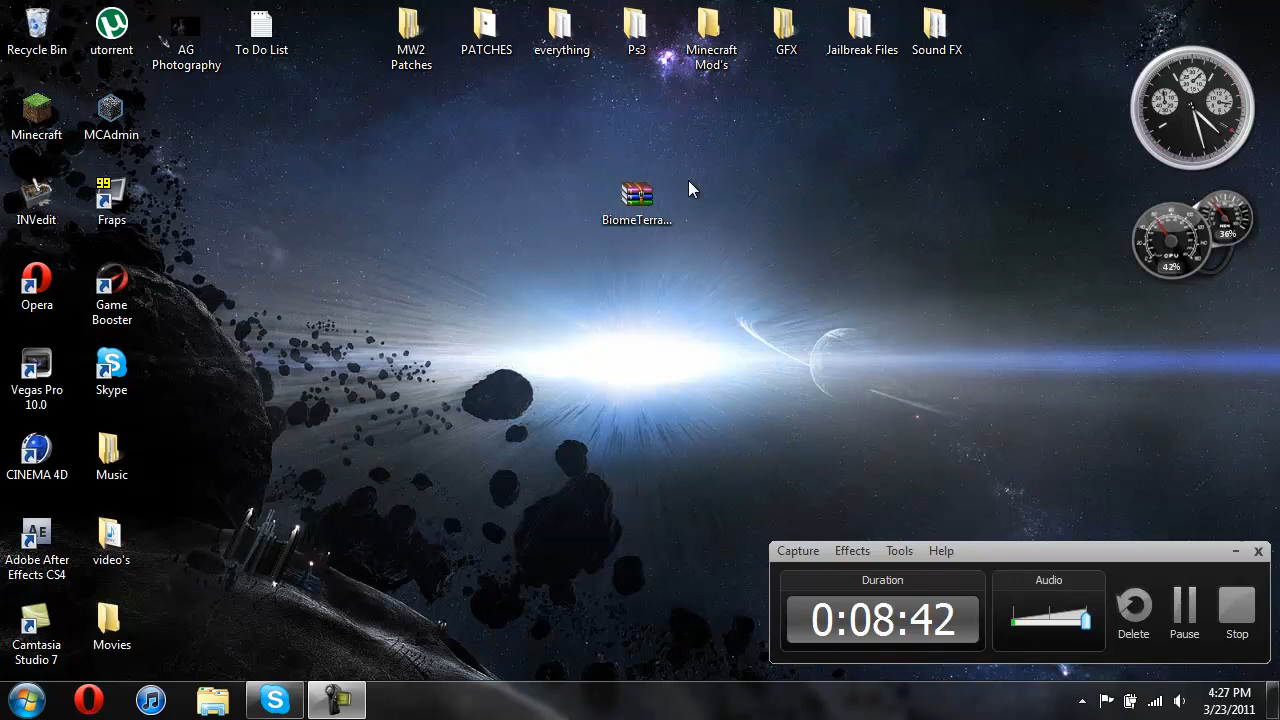 Recycle Bin
utorrent
AG
Photography
To Do List
MW2
Patches
PATCHES
everything
Ps3
Minecraft
Mod's
GFX
Jailbreak Files
Sound FX
Minecraft
MCAdmin
99
INVedit
Fraps
BiomeTerra...
MEM
36%
CPU
42%
Opera
Game
Booster
Vegas Pro
10.0
Skype
CINEMA 4D
Music
AE
Adobe After
Effects CS4
video's
Camtasia
Studio 7
Movies
Capture Effects Tools Help
Duration
Audio
0:08:42
Delete
Pause
Stop
4:27 PM
3/23/2011